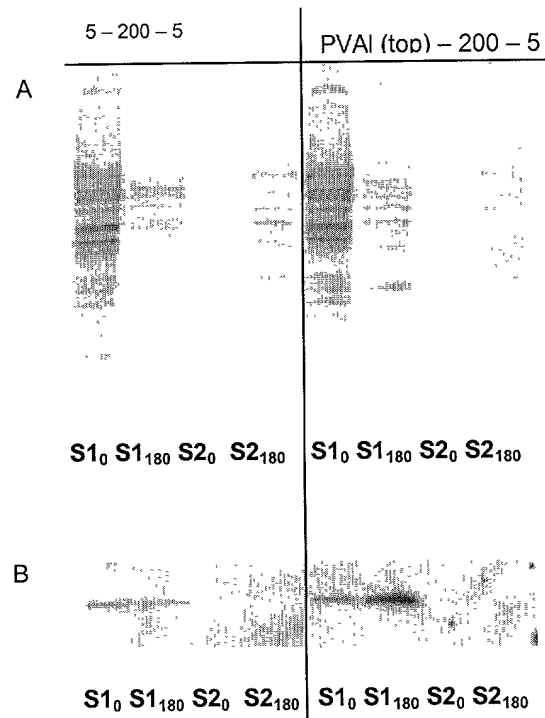 5 – 200 – 5
PVAl (top) – 200 – 5
A
S1₀ S1₁₈₀ S2₀ S2₁₈₀
S1₀ S1₁₈₀ S2₀ S2₁₈₀
B
S1₀ S1₁₈₀ S2₀ S2₁₈₀
S1₀ S1₁₈₀ S2₀ S2₁₈₀